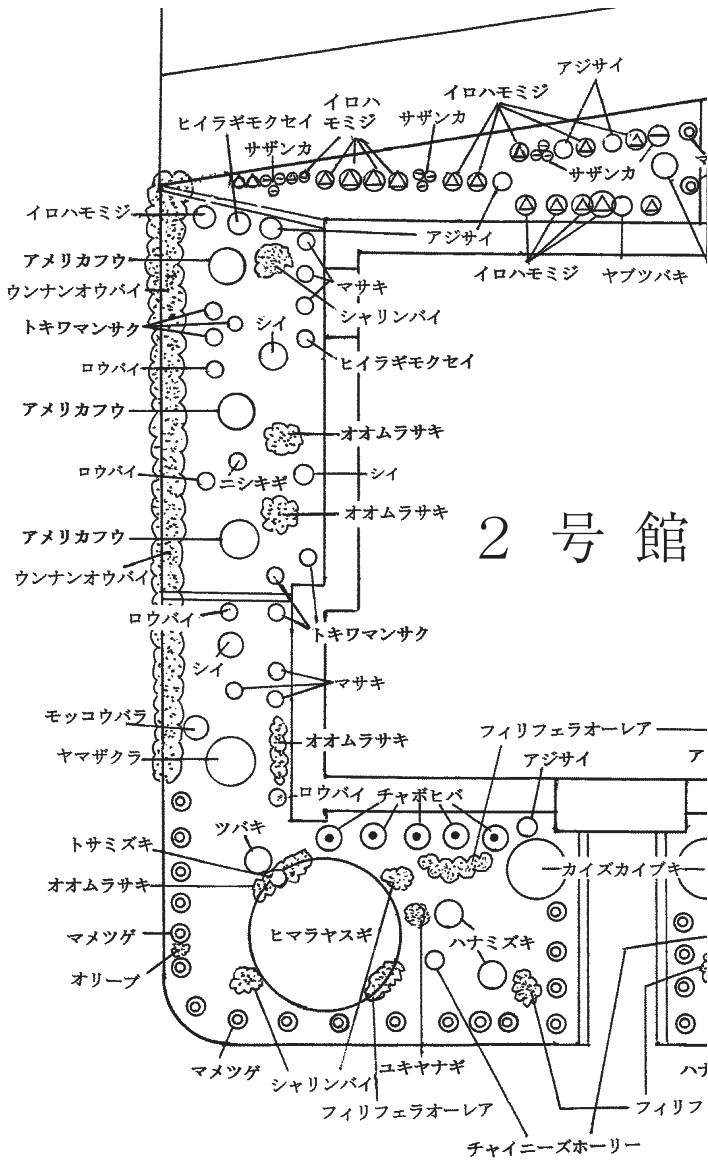 アジサイ
イロハモミジ
イロハ
モミジ
サザンカ
ヒイラギモクセイ
サザンカ
サザンカ
イロハモミジ
アジサイ
アメリカフウ
イロハモミジ
ヤブツバキ
ウンナンオウバイ
マサキ
シャリンバイ
トキワマンサク
シイ
ヒイラギモクセイ
ロウバイ
アメリカフウ
オオムラサキ
ロウバイ
ニシキギ
シイ
オオムラサキ
2号館
アメリカフウ
ウンナンオウバイ
ロウバイ
トキワマンサク
シイ
マサキ
モッコウバラ
フィリフェラオーレア
オオムラサキ
ヤマザクラ
アジサイ
ア
ロウバイ
チャボヒバ
ツバキ
トサミズキ
カイズカイブキ
オオムラサキ
マメツゲ
ヒマラヤスギ
ハナミズキ
オリーブ
マメツゲ
シャリンバイ
ユキヤナギ
ハナ
フィリフェラオーレア
フィリフ
チャイニーズホーリー